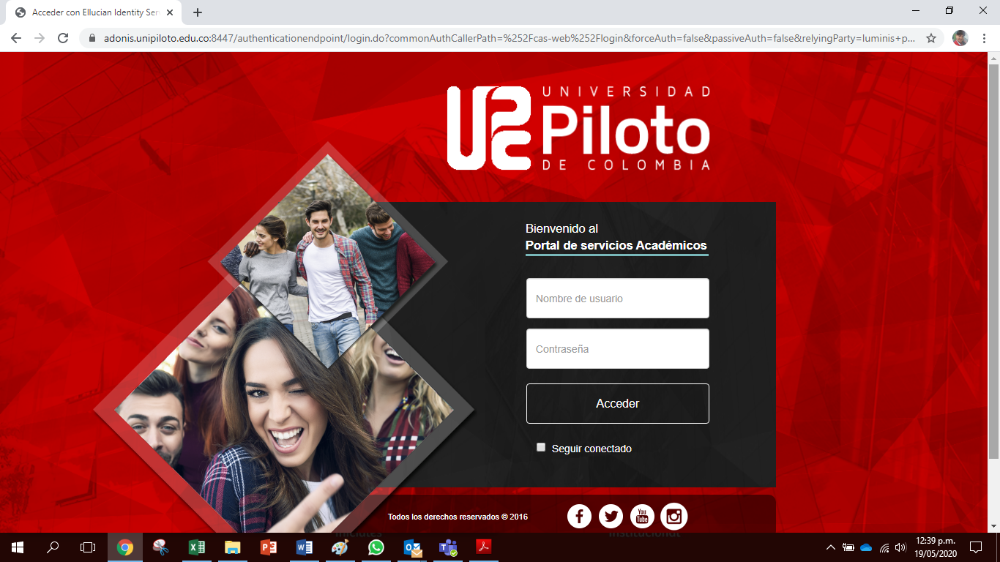 Acceder con Ellucian Identity Ser
adonis.unipiloto.edu.co:8447/authenticationendpoint/login.do?commonAuthCallerPath=%252Fcas-web%252Flogin&forceAuth=false&passiveAuth=false&relyingParty=luminis+p...
UNIVERSIDAD
UPC Piloto
DE COLOMBIA
Bienvenido al
Portal de servicios Académicos
Nombre de usuario
Contraseña
Acceder
Seguir conectado
Todos los derechos reservados © 2016
You Tube
12:39 p.m.
19/05/2020